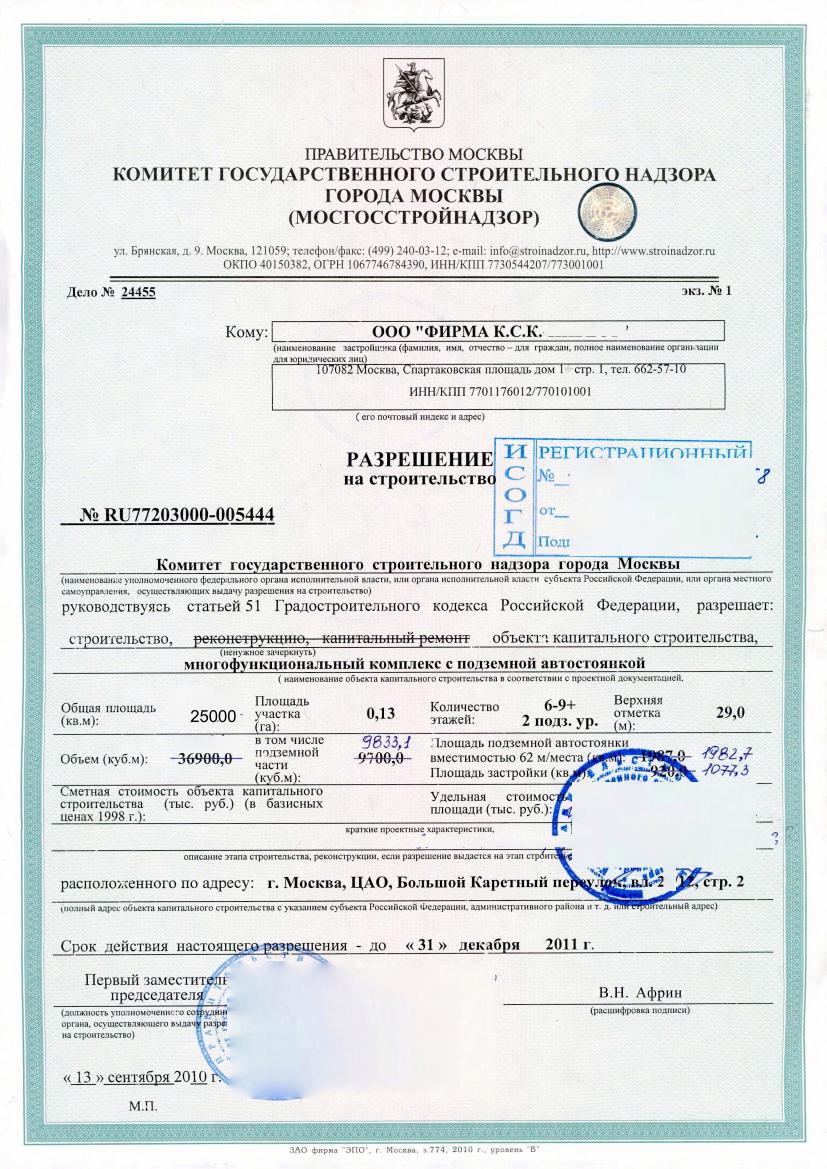 ПРАВИТЕЛЬСТВО МОСКВЫ
КОМИТЕТ ГОСУДАРСТВЕННОГО СТРОИТЕЛЬНОГО НАДЗОРА
ГОРОДА МОСКВЫ
(МОСГОССТРОЙНАДЗОР)
ул. Брянская, д. 9. Москва, 121059; телефон/факс: (499) 240-03-12; e-mail: info@stroinadzor.ru, http://www.stroinadzor.ru
ОКПО 40150382, ОГРН 1067746784390, ИНН/КПП 7730544207/773001001
Дело № 24455 экз. № 1
Кому: ООО "ФИРМА К.С.К.
(наименование застройщика (фамилия, имя, отчество – для граждан, полное наименование организации
для юридических лиц)
107082 Москва, Спартаковская площадь дом 1 стр. 1, тел. 662-57-10
ИНН/КПП 7701176012/770101001
( его почтовый индекс и адрес)
РАЗРЕШЕНИЕ
на строительство
ИСОГД
РЕГИСТРАЦИОННЫЙ
№
от
№ RU77203000-005444
Комитет государственного строительного надзора города Москвы
(наименование уполномоченного федерального органа исполнительной власти, или органа исполнительной власти субъекта Российской Федерации, или органа местного
самоуправления, осуществляющих выдачу разрешения на строительство)
руководствуясь статьей 51 Градостроительного кодекса Российской Федерации, разрешает:
строительство, реконструкцию, капитальный ремонт объекта капитального строительства,
(ненужное зачеркнуть)
многофункциональный комплекс с подземной автостоянкой
( наименование объекта капитального строительства в соответствии с проектной документацией,
Общая площадь (кв.м): 25000 Площадь участка (га): 0,13 Количество этажей: 6-9+ 2 подз. ур. Верхняя отметка (м): 29,0
Объем (куб.м): 36900,0 в том числе подземной части (куб.м) 9833,1 9700,0 Площадь подземной автостоянки вместимостью 62 м/места (кв.м): 1987,0 1982,7
Площадь застройки (кв.м) 920,9 1077,3
Сметная стоимость объекта капитального строительства (тыс. руб.) (в базисных ценах 1998 г.): Удельная стоимость площади (тыс. руб.):
краткие проектные характеристики,
описание этапа строительства, реконструкции, если разрешение выдается на этап
расположенного по адресу: г. Москва, ЦАО, Большой Каретный переулок, вл. 2 /12, стр. 2
(полный адрес объекта капитального строительства с указанием субъекта Российской Федерации, административного района и т. д. или строительный адрес)
Срок действия настоящего разрешения - до « 31 » декабря 2011 г.
Первый заместитель
председателя
В.Н. Африн
(должность уполномоченного
органа, осуществляющего выдачу
на строительство)
(расшифровка подписи)
« 13 » сентября 2010 г.
М.П.
ЗАО фирма "ЭПО", г. Москва, з.774, 2010 г., уровень "В"